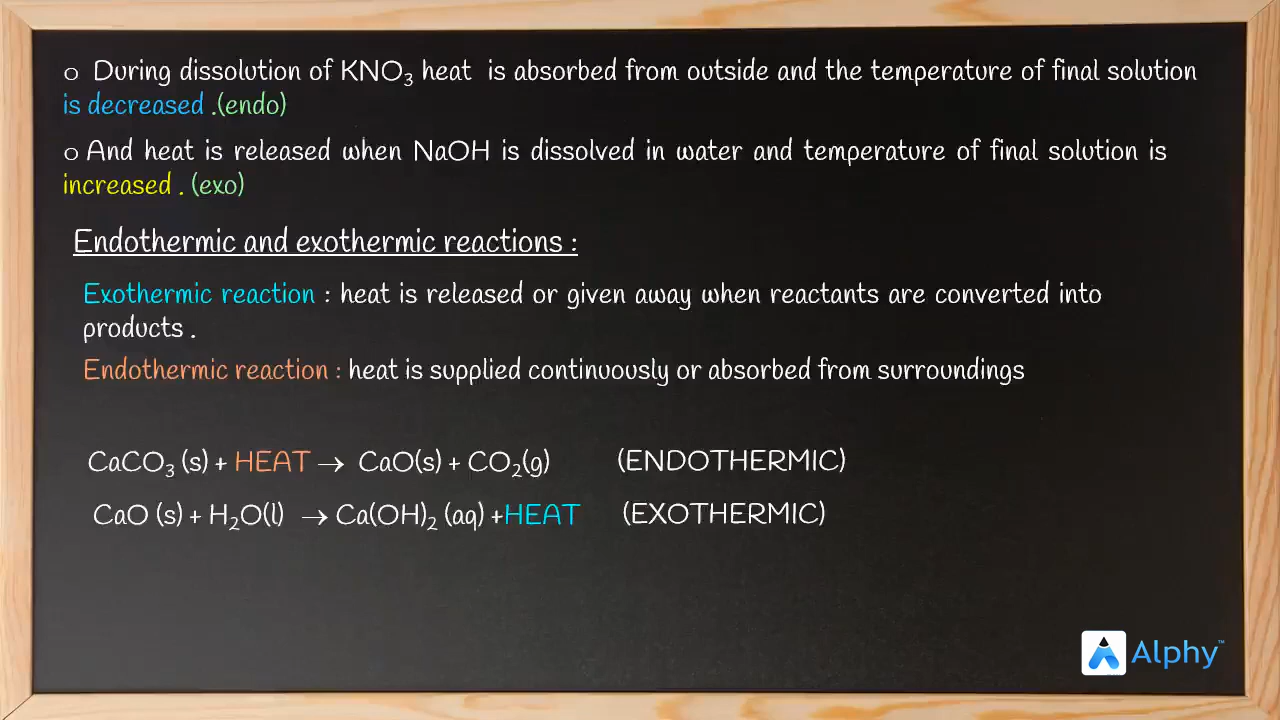 o During dissolution of KNO₃ heat is absorbed from outside and the temperature of final solution
is decreased .(endo)
o And heat is released when NaOH is dissolved in water and temperature of final solution is
increased . (exo)
Endothermic and exothermic reactions :
Exothermic reaction : heat is released or given away when reactants are converted into
products .
Endothermic reaction : heat is supplied continuously or absorbed from surroundings
CaCO₃ (s) + HEAT → CaO(s) + CO₂(g) (ENDOTHERMIC)
CaO (s) + H₂O(l) → Ca(OH)₂ (aq) +HEAT (EXOTHERMIC)
Alphy™